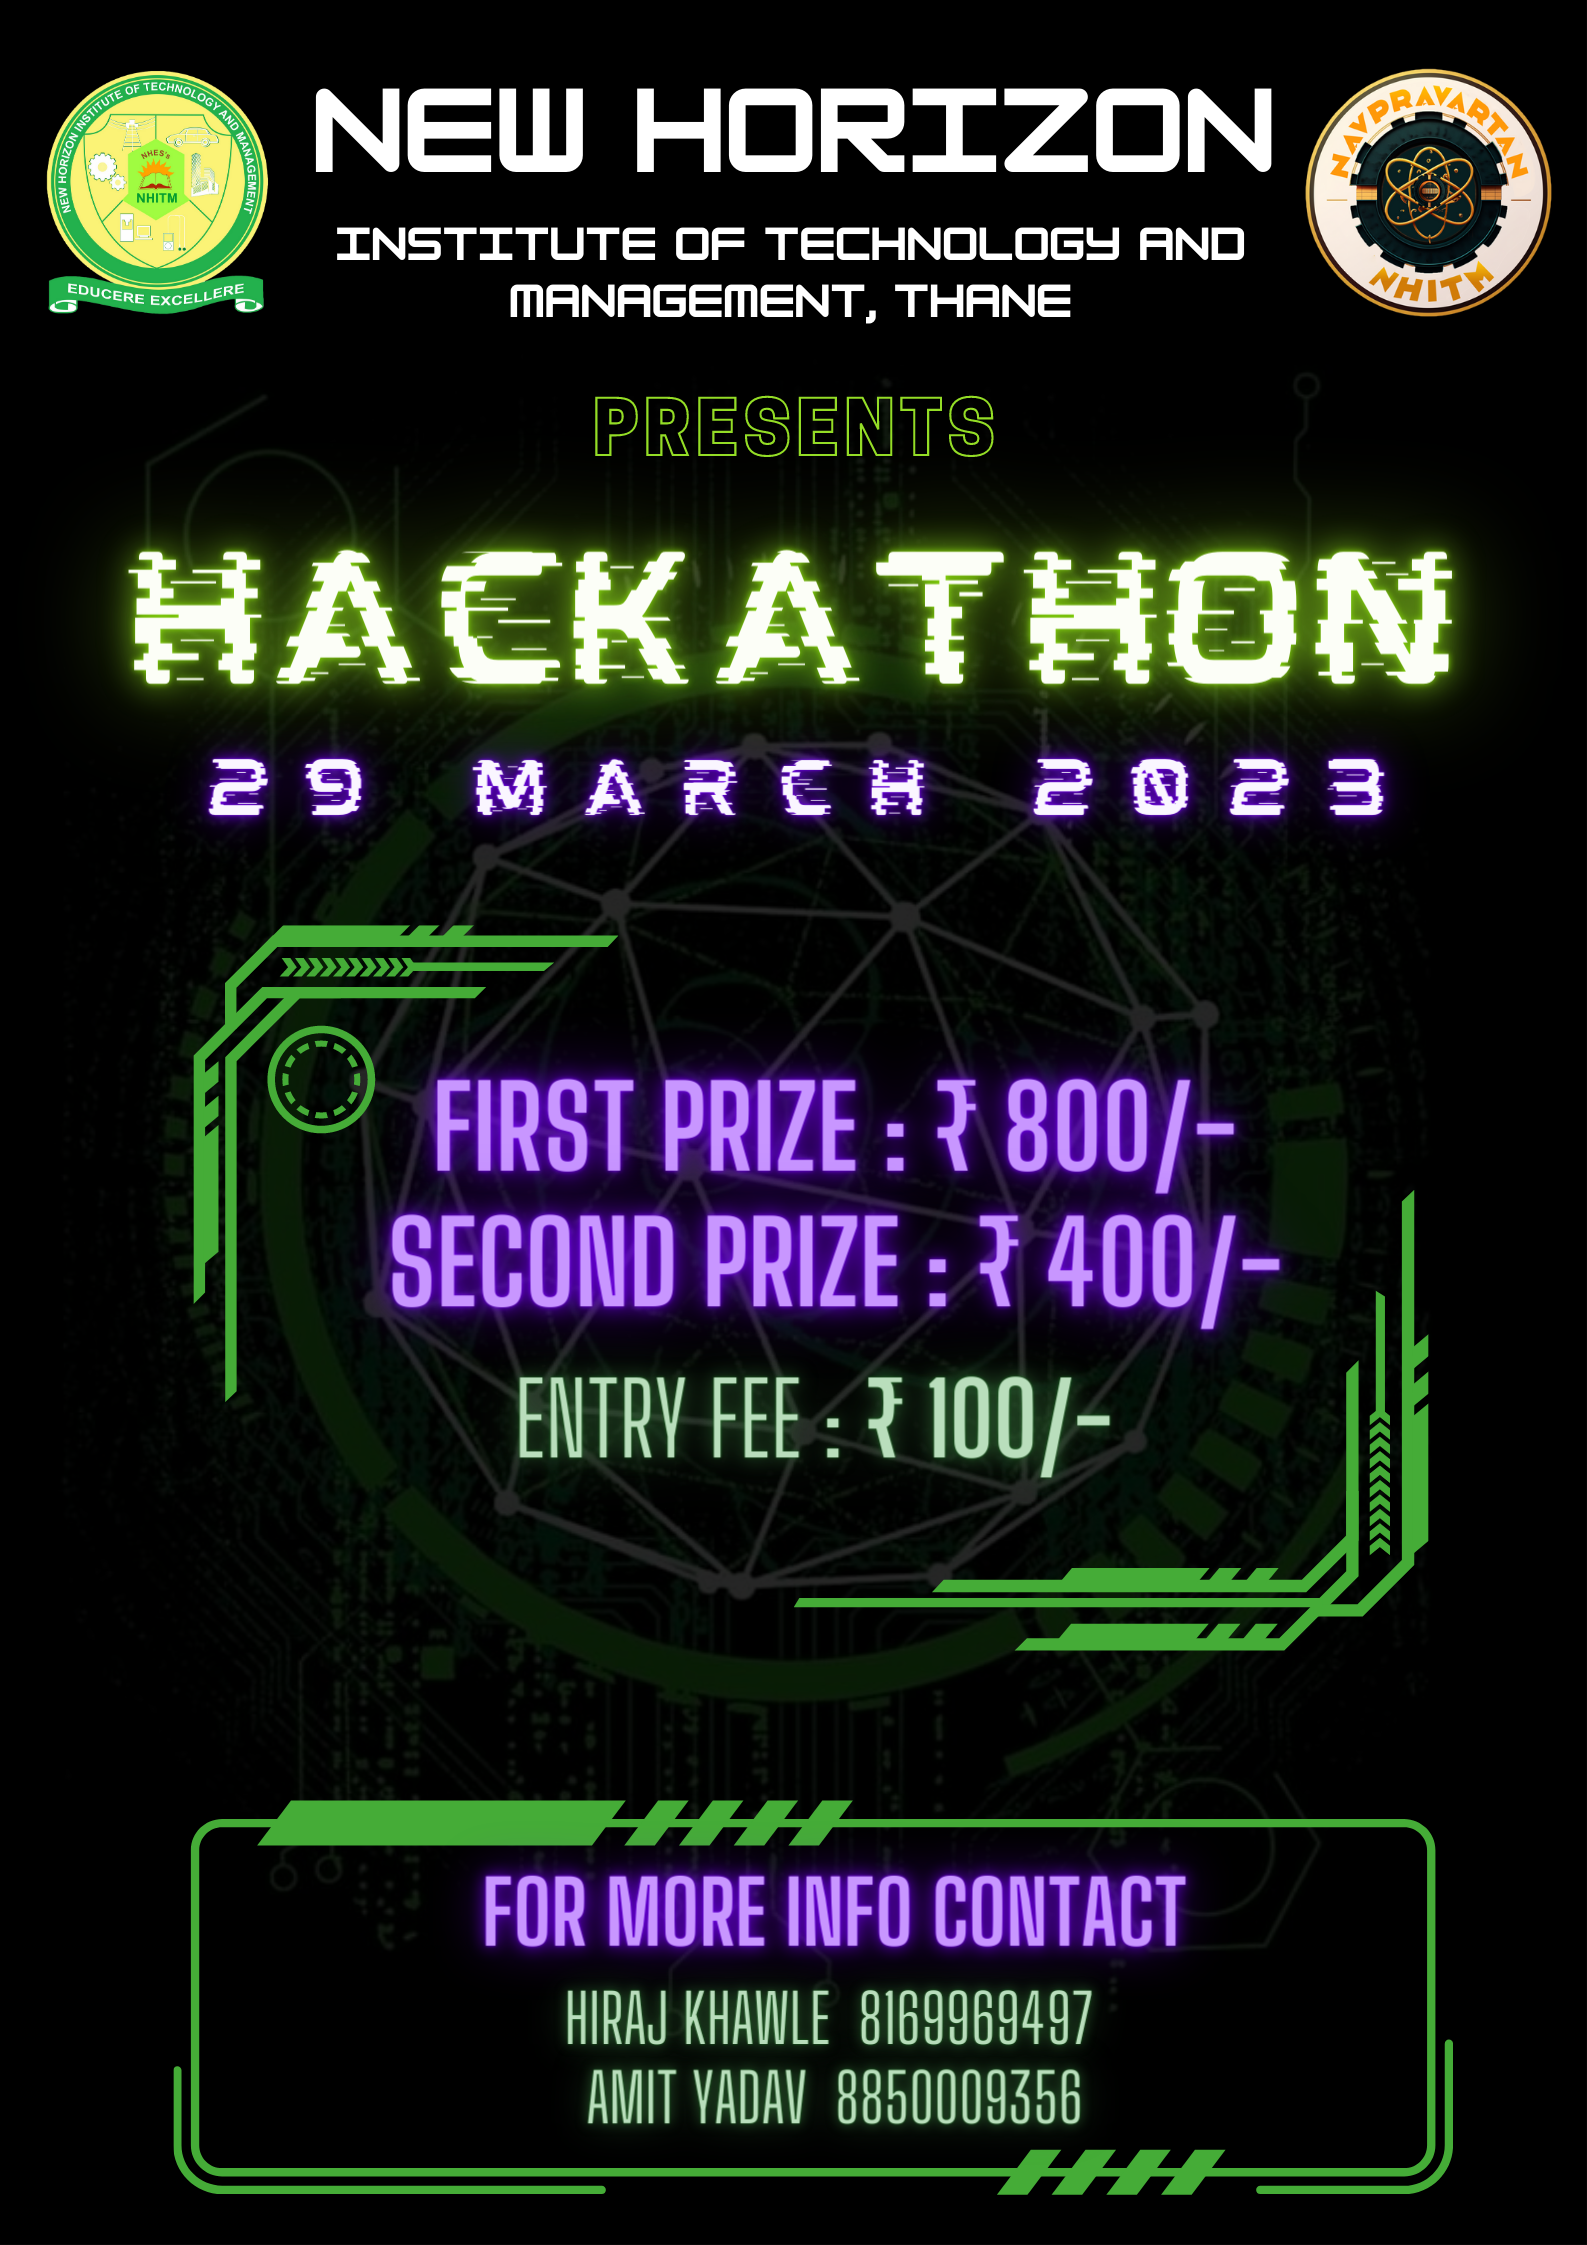 NEW HORIZON INSTITUTE OF TECHNOLOGY AND MANAGEMENT
NHES's
NHITM
EDUCERE EXCELLERE
NEW HORIZON
INSTITUTE OF TECHNOLOGY AND
MANAGEMENT, THANE
NAVPRAVARTAN
NHITM
PRESENTS
HACKATHON
29 MARCH 2023
FIRST PRIZE : ₹ 800/-
SECOND PRIZE : ₹ 400/-
ENTRY FEE : ₹ 100/-
FOR MORE INFO CONTACT
HIRAJ KHAWLE 8169969497
AMIT YADAV 8850009356